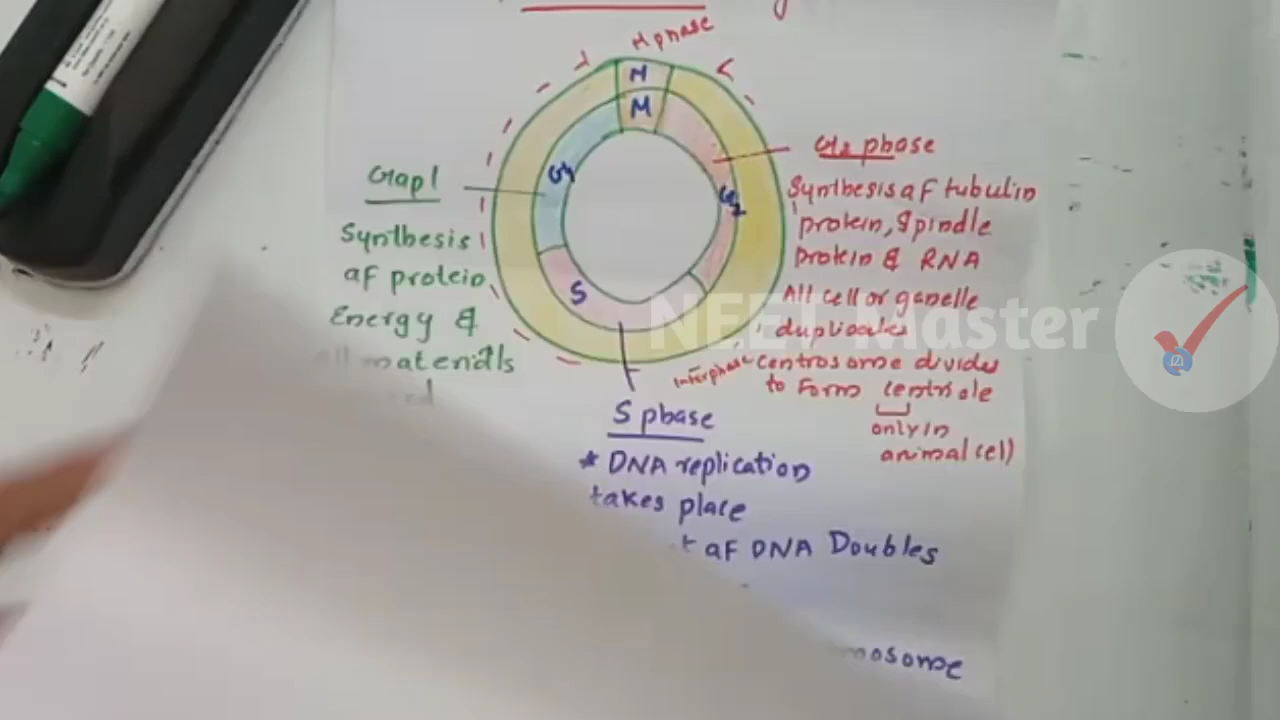 M phase
M
M
G1
G2
S
Gap 1
Synthesis
of protein
Energy &
materials
G2 phase
Synthesis of tubulin
protein, spindle
protein & RNA
All cell organelle
duplicates
Interphase
centrosome divides
to form centriole
only in
animal cell)
S phase
* DNA replication
takes place
of DNA Doubles
NEET Master